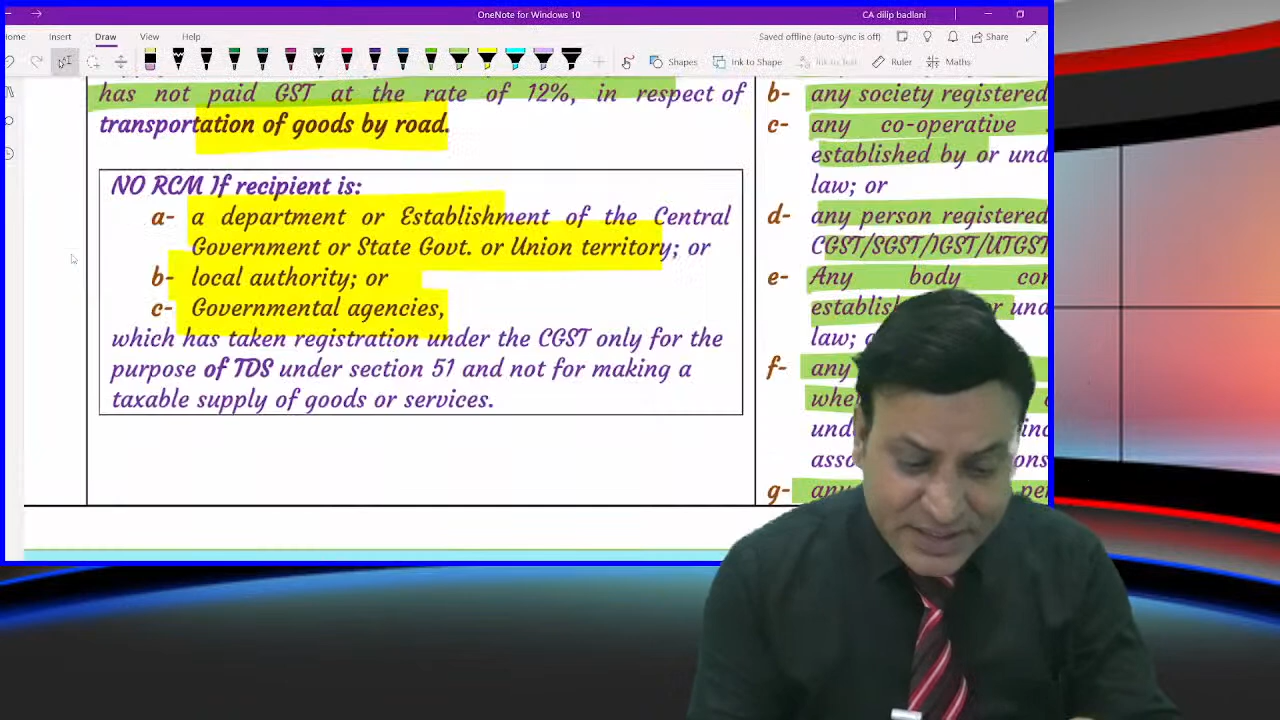 OneNote for Windows 10
CA dilip badlani
Insert
Draw
View
Help
Saved offline (auto-sync is off)
Share
Shapes
Ink to Shape
Ink to Text
Ruler
Maths
has not paid GST at the rate of 12%, in respect of
transportation of goods by road.
NO RCM If recipient is:
a- a department or Establishment of the Central
Government or State Govt. or Union territory; or
b- local authority; or
c- Governmental agencies,
which has taken registration under the CGST only for the
purpose of TDS under section 51 and not for making a
taxable supply of goods or services.
b- any society registered
c- any co-operative
established by or und
law; or
d- any person registered
CGST/SGST/IGST/UTGST
e- Any body
law;
f- any
g-